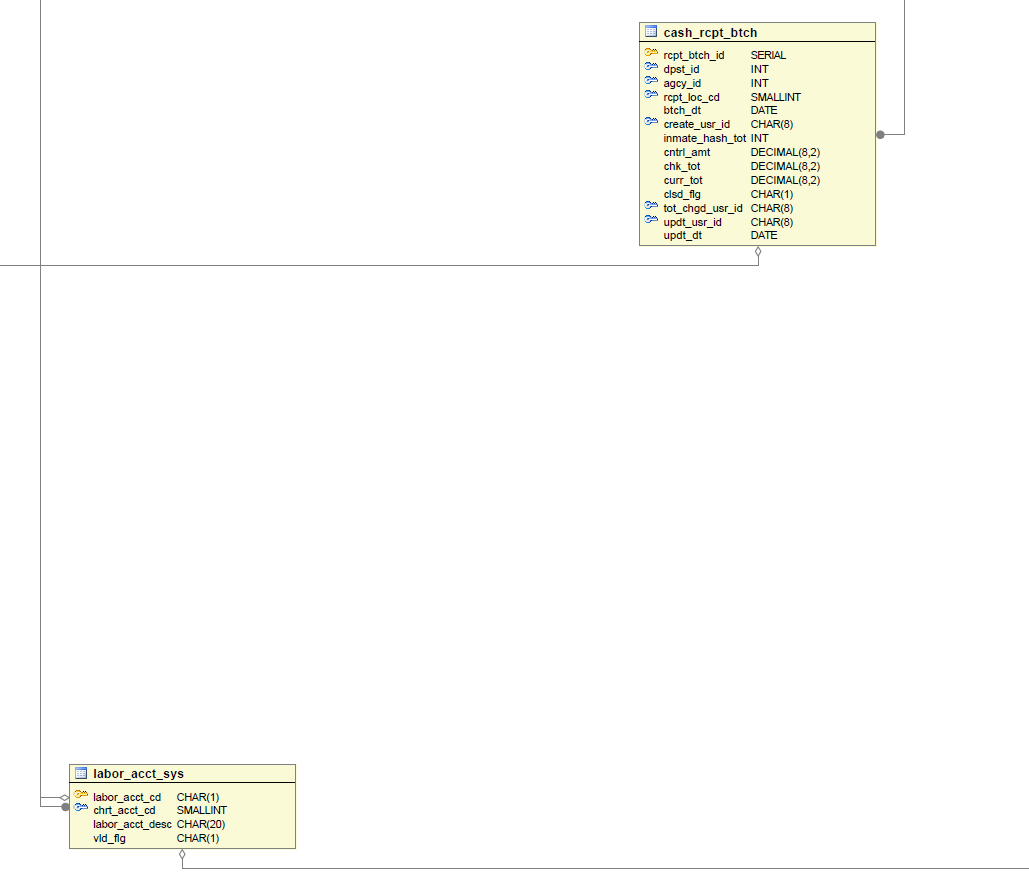 cash_rcpt_btch
rcpt_btch_id SERIAL
dpst_id INT
agcy_id INT
rcpt_loc_cd SMALLINT
btch_dt DATE
create_usr_id CHAR(8)
inmate_hash_tot INT
cntrl_amt DECIMAL(8,2)
chk_tot DECIMAL(8,2)
curr_tot DECIMAL(8,2)
clsd_flg CHAR(1)
tot_chgd_usr_id CHAR(8)
updt_usr_id CHAR(8)
updt_dt DATE
labor_acct_sys
labor_acct_cd CHAR(1)
chrt_acct_cd SMALLINT
labor_acct_desc CHAR(20)
vld_flg CHAR(1)